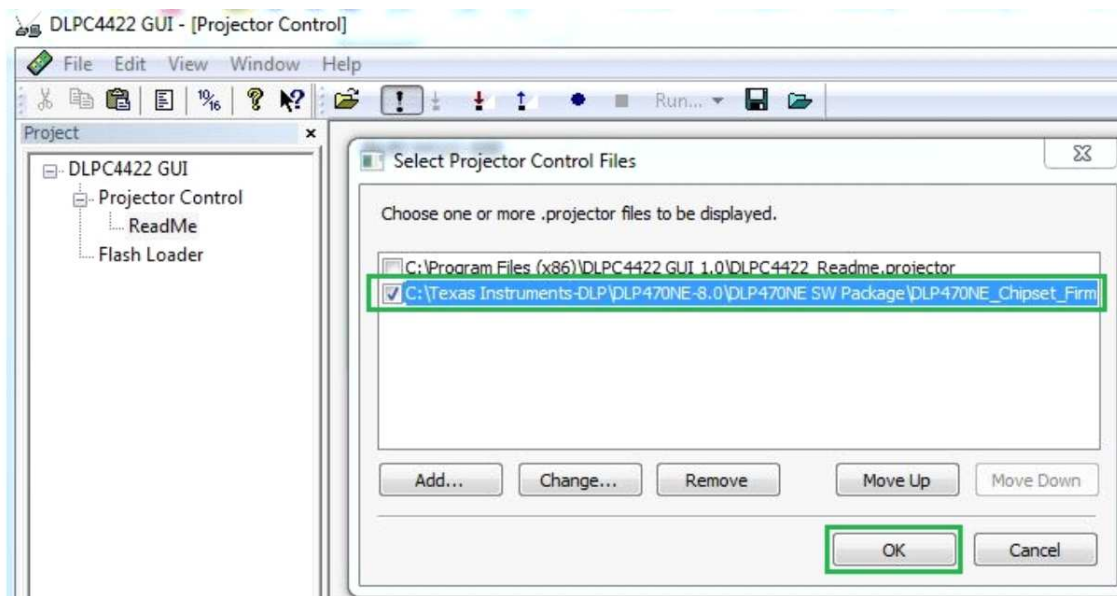 DLPC4422 GUI - [Projector Control]
File Edit View Window Help
Run...
Project
DLPC4422 GUI
Projector Control
ReadMe
Flash Loader
Select Projector Control Files
Choose one or more .projector files to be displayed.
C:\Program Files (x86)\DLPC4422 GUI 1.0\DLPC4422_Readme.projector
C:\Texas Instruments-DLP\DLP470NE-8.0\DLP470NE SW Package\DLP470NE_Chipset_Firm
Add... Change... Remove Move Up Move Down
OK Cancel